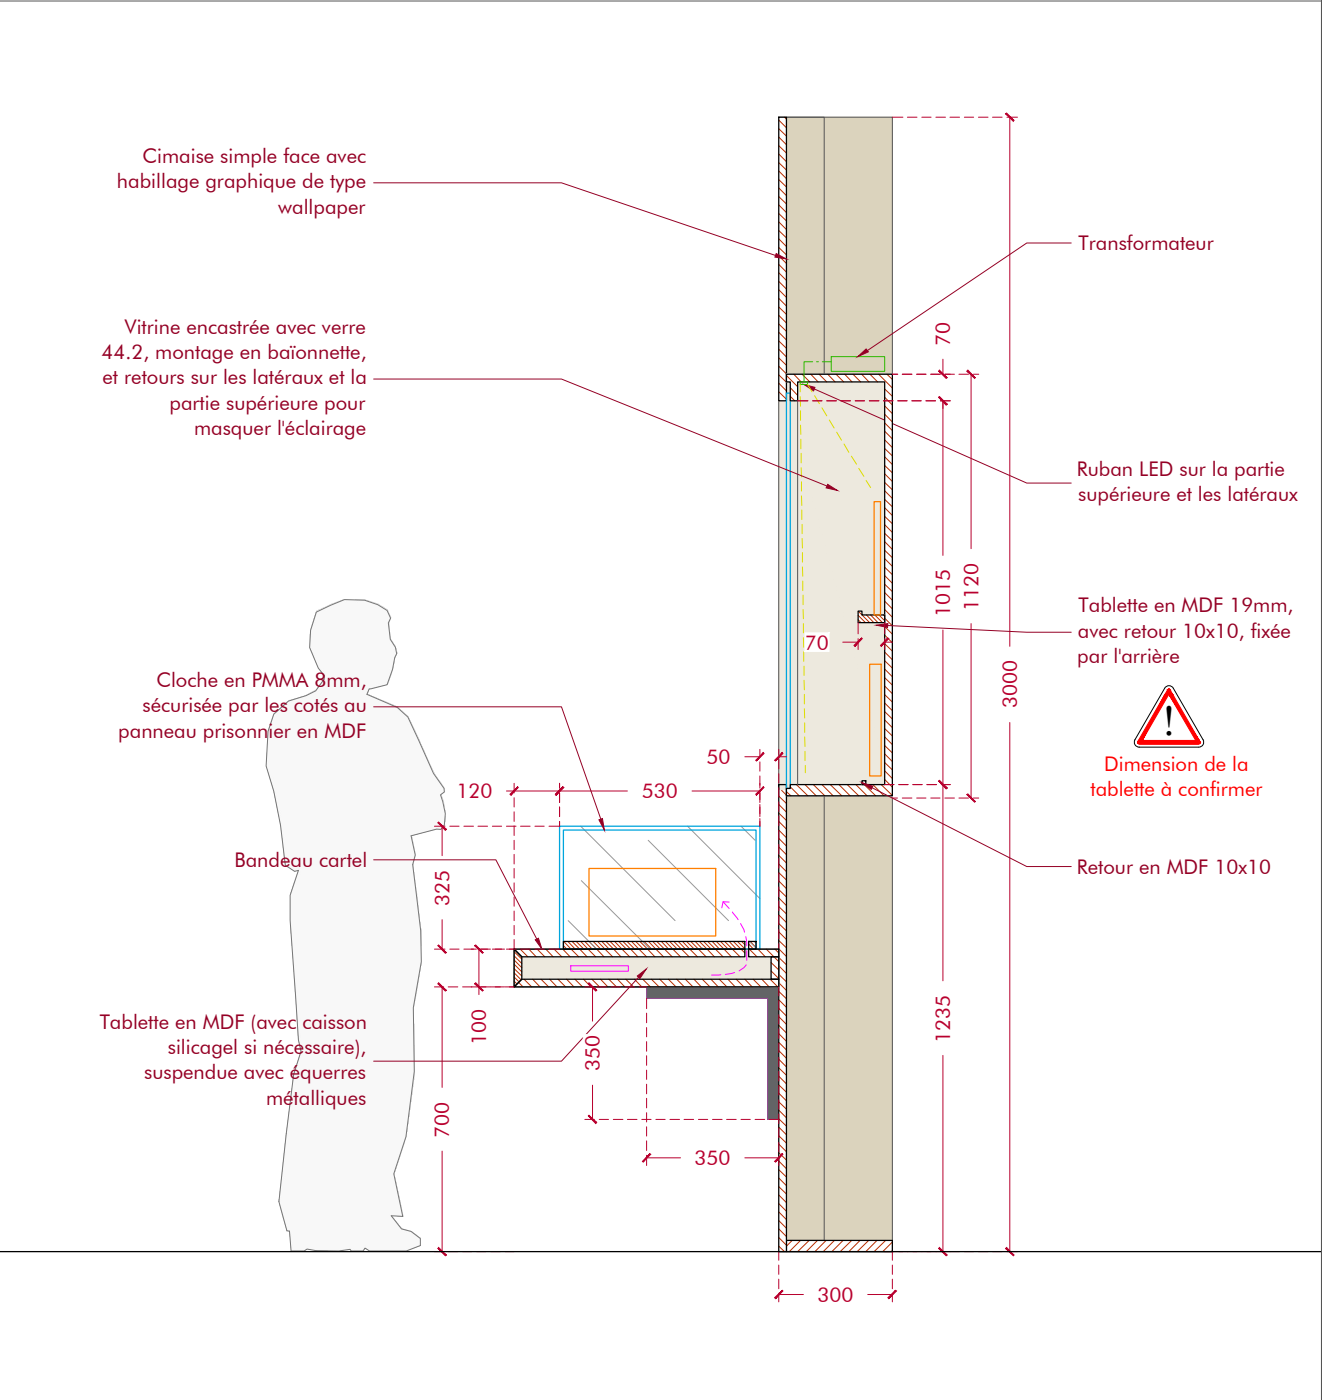 Cimaise simple face avec
habillage graphique de type
wallpaper
Transformateur
70
Vitrine encastrée avec verre
44.2, montage en baïonnette,
et retours sur les latéraux et la
partie supérieure pour
masquer l'éclairage
Ruban LED sur la partie
supérieure et les latéraux
1015
1120
3000
Tablette en MDF 19mm,
avec retour 10x10, fixée
par l'arrière
70
!
Dimension de la
tablette à confirmer
Cloche en PMMA 8mm,
sécurisée par les cotés au
panneau prisonnier en MDF
50
120
530
Bandeau cartel
325
Retour en MDF 10x10
Tablette en MDF (avec caisson
silicagel si nécessaire),
suspendue avec équerres
métalliques
100
350
1235
700
350
300